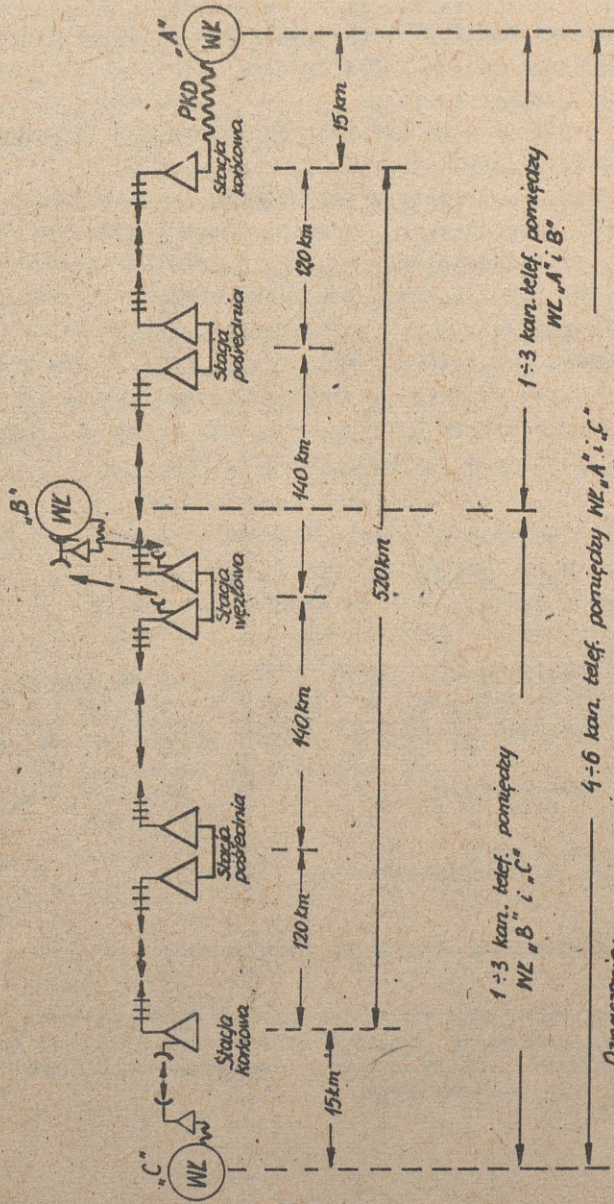 „C”
WŁ
Stacja
końcowa
Stacja
pośrednia
Stacja
węzłowa
„B”
WŁ
Stacja
pośrednia
Stacja
końcowa
PKD
„A”
WŁ
15 km
120 km
140 km
140 km
120 km
15 km
520 km
1÷3 kan. telef. pomiędzy
WŁ „B” i „C”
1÷3 kan. telef. pomiędzy
WŁ „A” i B”
4÷6 kan. telef. pomiędzy WŁ „A” i „C”